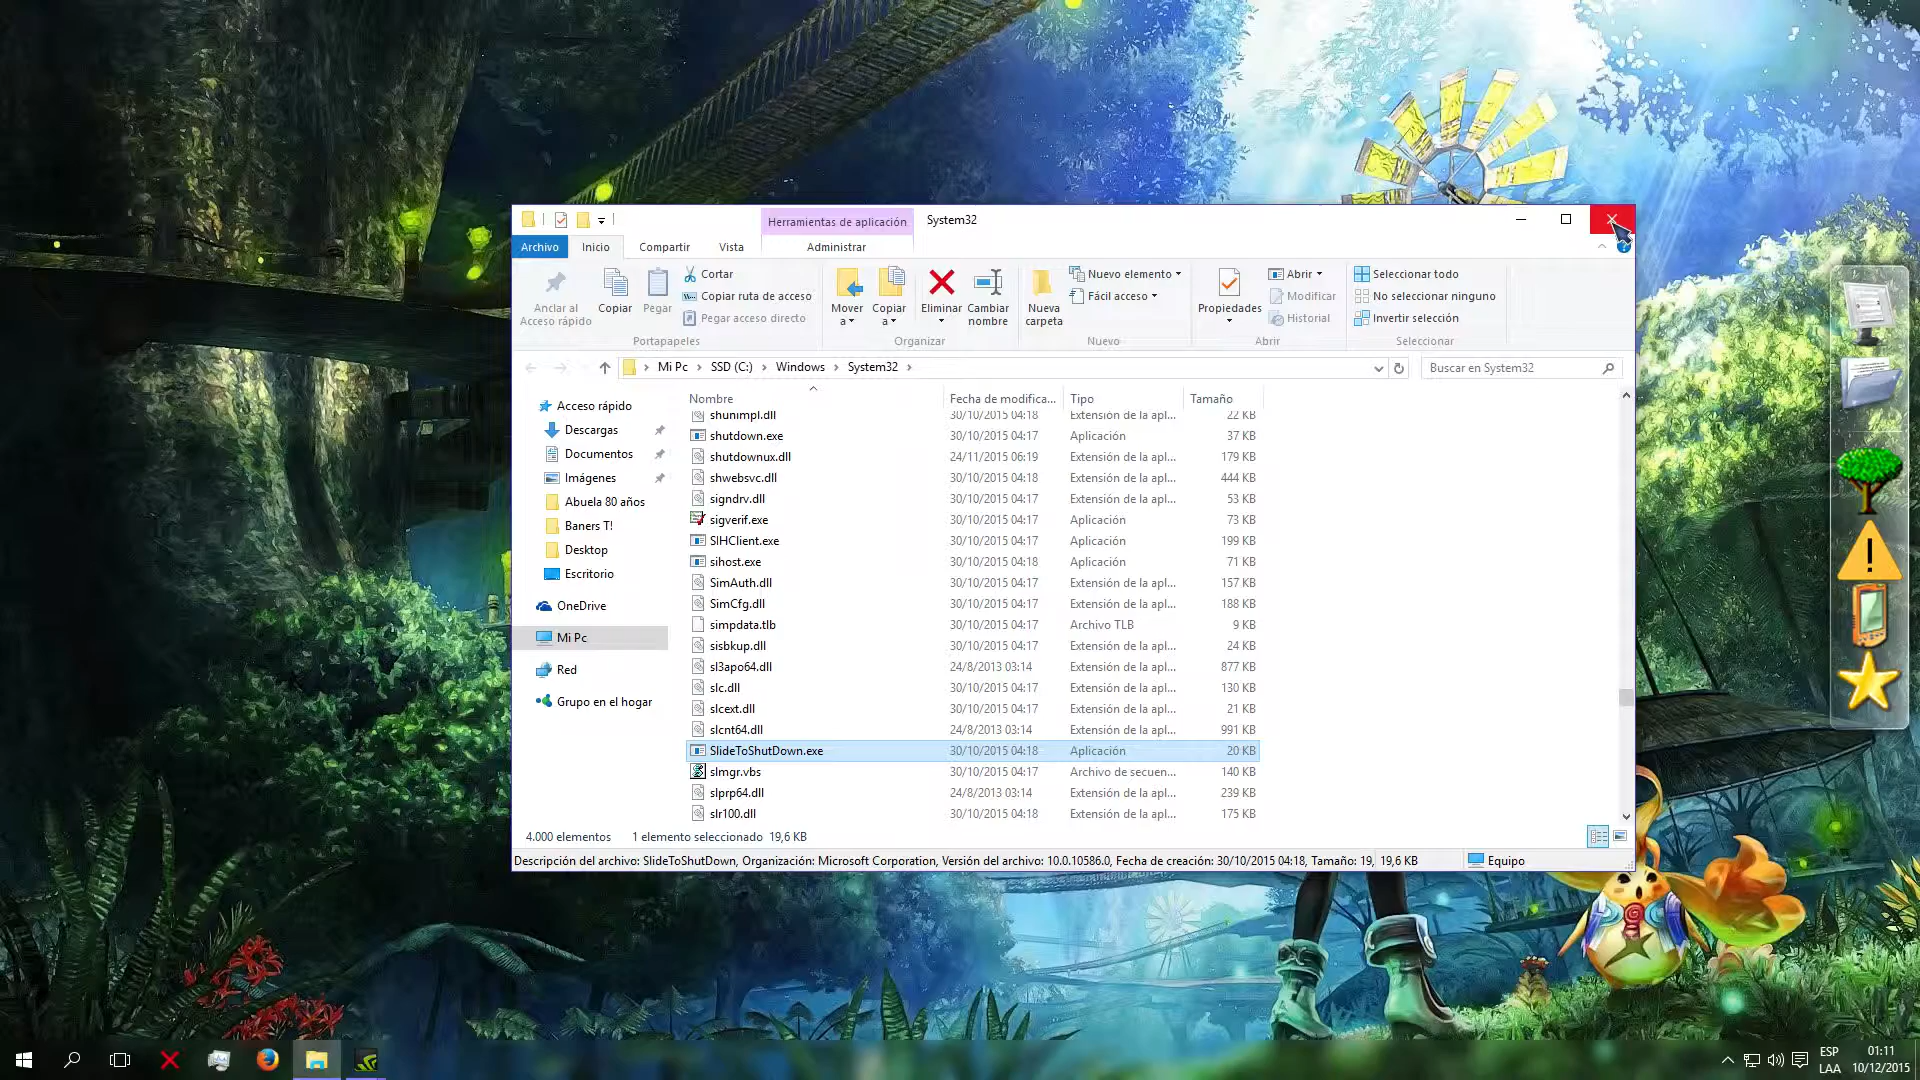 Herramientas de aplicación System32
Archivo Inicio Compartir Vista Administrar
Anclar al Acceso rápido
Copiar
Pegar
Cortar
Copiar ruta de acceso
Pegar acceso directo
Portapapeles
Mover a
Copiar a
Eliminar
Cambiar nombre
Organizar
Nueva carpeta
Nuevo elemento
Fácil acceso
Nuevo
Propiedades
Abrir
Modificar
Historial
Abrir
Seleccionar todo
No seleccionar ninguno
Invertir selección
Seleccionar
Mi Pc SSD (C:) Windows System32
Buscar en System32
Acceso rápido
Descargas
Documentos
Imágenes
Abuela 80 años
Baners T!
Desktop
Escritorio
OneDrive
Mi Pc
Red
Grupo en el hogar
Nombre Fecha de modifica... Tipo Tamaño
shunimpl.dll 30/10/2015 04:18 Extensión de la apl... 22 KB
shutdown.exe 30/10/2015 04:17 Aplicación 37 KB
shutdownux.dll 24/11/2015 06:19 Extensión de la apl... 179 KB
shwebsvc.dll 30/10/2015 04:18 Extensión de la apl... 444 KB
signdrv.dll 30/10/2015 04:17 Extensión de la apl... 53 KB
sigverif.exe 30/10/2015 04:17 Aplicación 73 KB
SIHClient.exe 30/10/2015 04:17 Aplicación 199 KB
sihost.exe 30/10/2015 04:18 Aplicación 71 KB
SimAuth.dll 30/10/2015 04:17 Extensión de la apl... 157 KB
SimCfg.dll 30/10/2015 04:17 Extensión de la apl... 188 KB
simpdata.tlb 30/10/2015 04:17 Archivo TLB 9 KB
sisbkup.dll 30/10/2015 04:17 Extensión de la apl... 24 KB
sl3apo64.dll 24/8/2013 03:14 Extensión de la apl... 877 KB
slc.dll 30/10/2015 04:17 Extensión de la apl... 130 KB
slcext.dll 30/10/2015 04:17 Extensión de la apl... 21 KB
slcnt64.dll 24/8/2013 03:14 Extensión de la apl... 991 KB
SlideToShutDown.exe 30/10/2015 04:18 Aplicación 20 KB
slmgr.vbs 30/10/2015 04:17 Archivo de secuen... 140 KB
slprp64.dll 24/8/2013 03:14 Extensión de la apl... 239 KB
slr100.dll 30/10/2015 04:18 Extensión de la apl... 175 KB
4.000 elementos 1 elemento seleccionado 19,6 KB
Descripción del archivo: SlideToShutDown, Organización: Microsoft Corporation, Versión del archivo: 10.0.10586.0, Fecha de creación: 30/10/2015 04:18, Tamaño: 19, 19,6 KB Equipo
ESP
LAA
01:11
10/12/2015